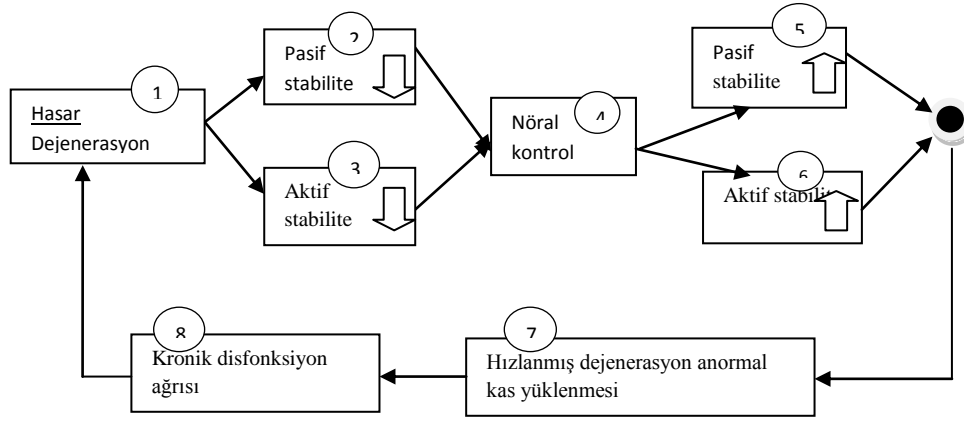 1
Hasar
Dejenerasyon
2
Pasif
stabilite
3
Aktif
stabilite
4
Nöral
kontrol
5
Pasif
stabilite
6
Aktif stabilite
7
Hızlanmış dejenerasyon anormal
kas yüklenmesi
8
Kronik disfonksiyon
ağrısı